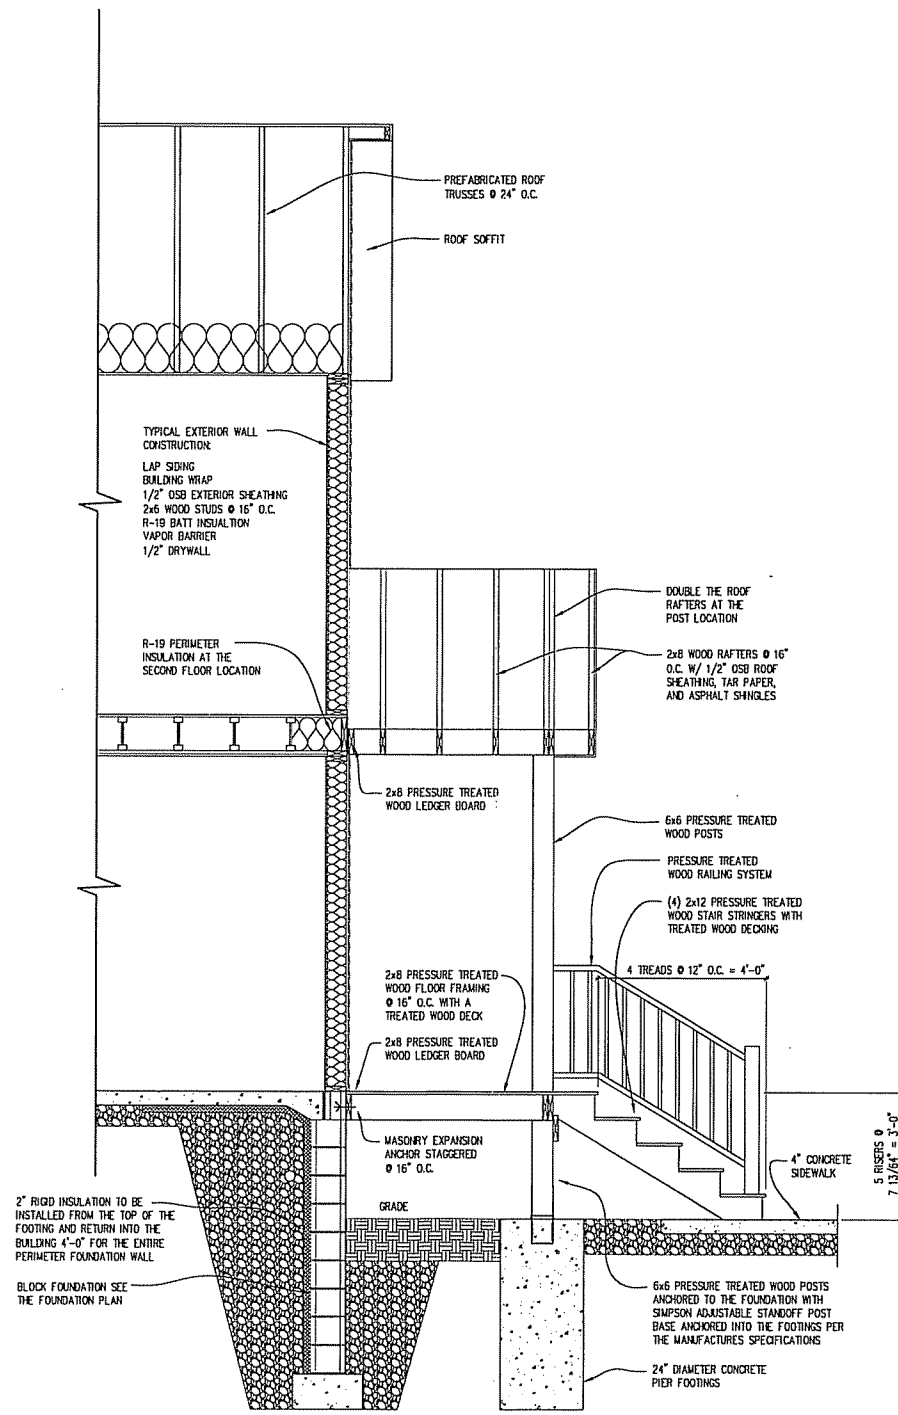 PREFABRICATED ROOF
TRUSSES @ 24" O.C.
ROOF SOFFIT
TYPICAL EXTERIOR WALL
CONSTRUCTION:
LAP SIDING
BUILDING WRAP
1/2" OSB EXTERIOR SHEATHING
2x6 WOOD STUDS @ 16" O.C.
R-19 BATT INSUALTION
VAPOR BARRIER
1/2" DRYWALL
DOUBLE THE ROOF
RAFTERS AT THE
POST LOCATION
R-19 PERIMETER
INSULATION AT THE
SECOND FLOOR LOCATION
2x8 WOOD RAFTERS @ 16"
O.C. W/ 1/2" OSB ROOF
SHEATHING, TAR PAPER,
AND ASPHALT SHINGLES
2x8 PRESSURE TREATED
WOOD LEDGER BOARD
6x6 PRESSURE TREATED
WOOD POSTS
PRESSURE TREATED
WOOD RAILING SYSTEM
(4) 2x12 PRESSURE TREATED
WOOD STAIR STRINGERS WITH
TREATED WOOD DECKING
4 TREADS @ 12" O.C. = 4'-0"
2x8 PRESSURE TREATED
WOOD FLOOR FRAMING
@ 16" O.C. WITH A
TREATED WOOD DECK
2x8 PRESSURE TREATED
WOOD LEDGER BOARD
MASONRY EXPANSION
ANCHOR STAGGERED
@ 16" O.C.
4" CONCRETE
SIDEWALK
5 RISERS @
7 13/64" = 3'-0"
GRADE
2" RIGID INSULATION TO BE
INSTALLED FROM THE TOP OF THE
FOOTING AND RETURN INTO THE
BUILDING 4'-0" FOR THE ENTIRE
PERIMETER FOUNDATION WALL
BLOCK FOUNDATION SEE
THE FOUNDATION PLAN
6x6 PRESSURE TREATED WOOD POSTS
ANCHORED TO THE FOUNDATION WITH
SIMPSON ADJUSTABLE STANDOFF POST
BASE ANCHORED INTO THE FOOTINGS PER
THE MANUFACTURES SPECIFICATIONS
24" DIAMETER CONCRETE
PIER FOOTINGS